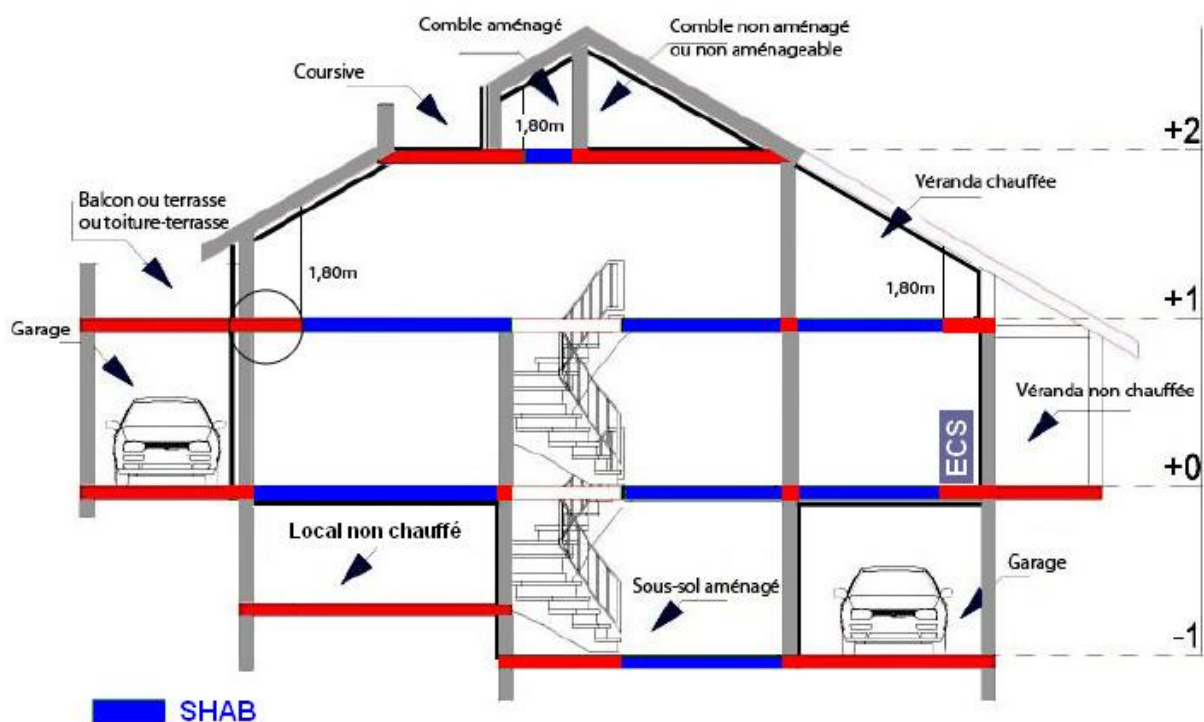 Comble aménagé
Comble non aménagé
ou non aménageable
Coursive
1,80m
+2
Balcon ou terrasse
ou toiture-terrasse
Véranda chauffée
1,80m
1,80m
+1
Garage
Véranda non chauffée
ECS
+0
Local non chauffé
Sous-sol aménagé
Garage
-1
SHAB